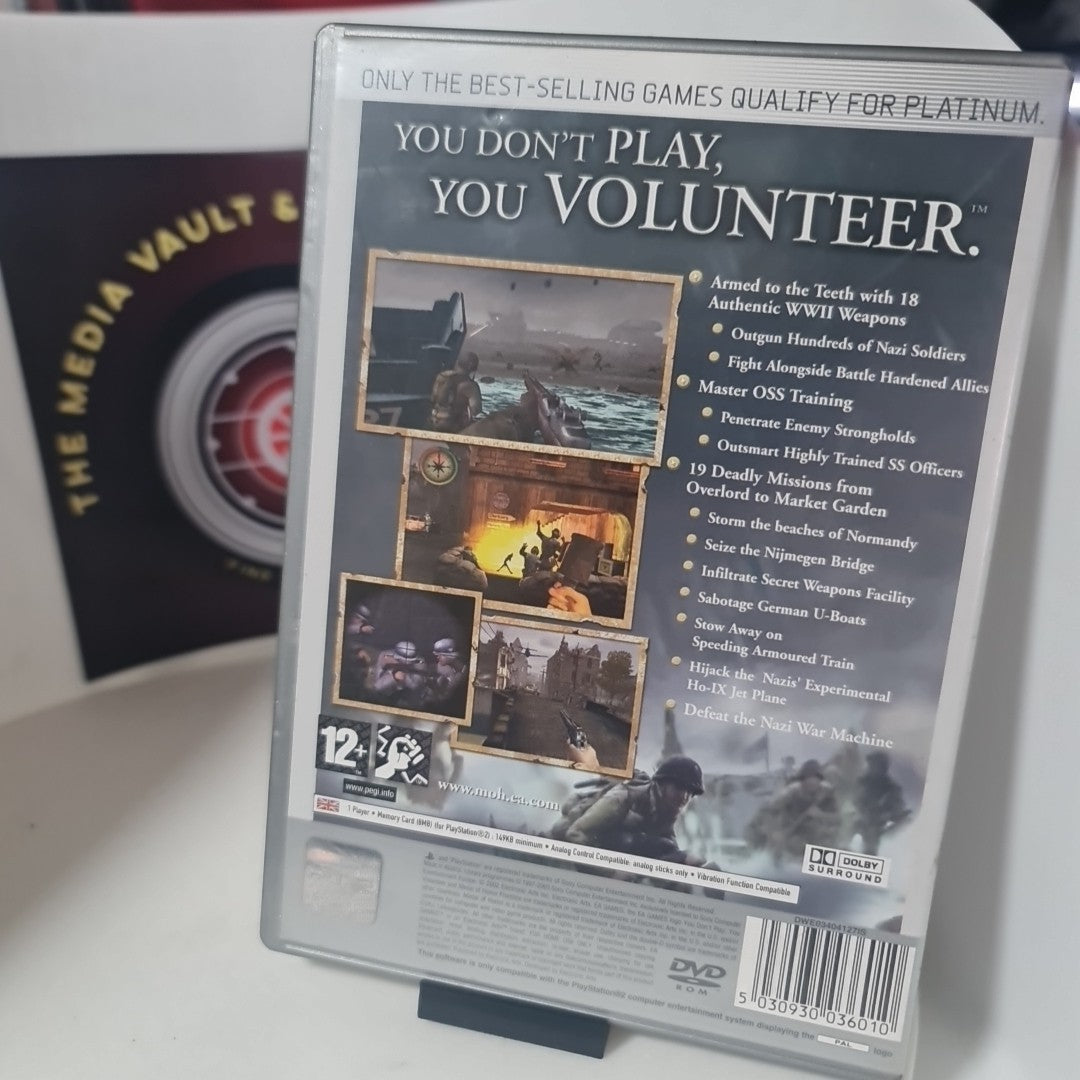 THE MEDIA VAULT &
ONLY THE BEST-SELLING GAMES QUALIFY FOR PLATINUM.
YOU DON'T PLAY,
YOU VOLUNTEER.™
Armed to the Teeth with 18
Authentic WWII Weapons
Outgun Hundreds of Nazi Soldiers
Fight Alongside Battle Hardened Allies
Master OSS Training
Penetrate Enemy Strongholds
Outsmart Highly Trained SS Officers
19 Deadly Missions from
Overlord to Market Garden
Storm the beaches of Normandy
Seize the Nijmegen Bridge
Infiltrate Secret Weapons Facility
Sabotage German U-Boats
Stow Away on
Speeding Armoured Train
Hijack the Nazis' Experimental
Ho-IX Jet Plane
Defeat the Nazi War Machine
12+
www.pegi.info
www.moh.ea.com
1 Player • Memory Card (8MB) (for PlayStation®2) : 149KB minimum • Analog Control Compatible: analog sticks only • Vibration Function Compatible
DOLBY
SURROUND
This software is only compatible with the PlayStation®2 computer entertainment system displaying the PAL logo
DVD
ROM
DWE09404127IS
5 030930 036010